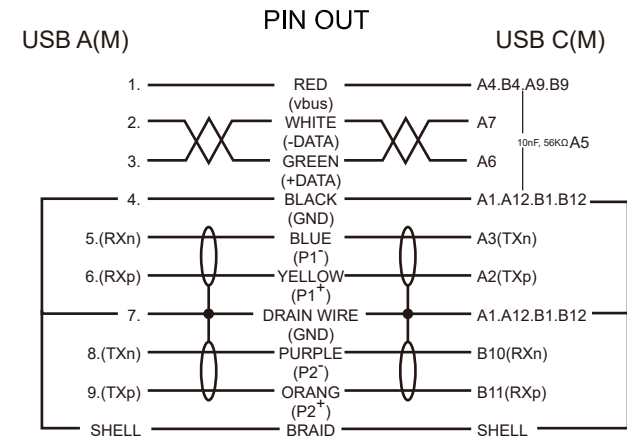 PIN OUT
USB A(M) USB C(M)
1. RED A4.B4.A9.B9
(vbus)
2. WHITE A7
(-DATA)
10nF, 56KΩ A5
3. GREEN A6
(+DATA)
4. BLACK A1.A12.B1.B12
(GND)
5.(RXn) BLUE A3(TXn)
(P1-)
6.(RXp) YELLOW A2(TXp)
(P1+)
7. DRAIN WIRE A1.A12.B1.B12
(GND)
8.(TXn) PURPLE B10(RXn)
(P2-)
9.(TXp) ORANG B11(RXp)
(P2+)
SHELL BRAID SHELL